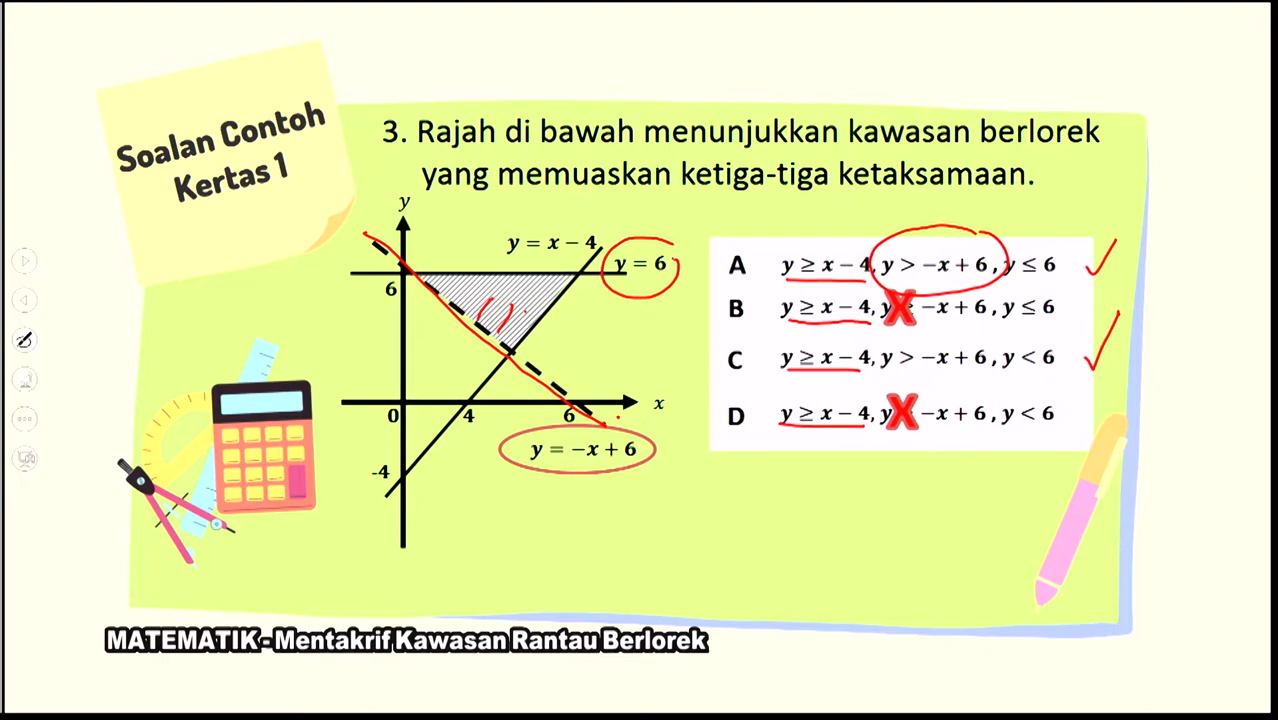 Soalan Contoh
Kertas 1
3. Rajah di bawah menunjukkan kawasan berlorek
yang memuaskan ketiga-tiga ketaksamaan.
y
y = x − 4
y = 6
6
0
4
6
x
y = −x + 6
-4
A y ≥ x − 4, y > −x + 6 , y ≤ 6
B y ≥ x − 4, y −x + 6 , y ≤ 6
C y ≥ x − 4, y > −x + 6 , y < 6
D y ≥ x − 4, y −x + 6 , y < 6
MATEMATIK - Mentakrif Kawasan Rantau Berlorek